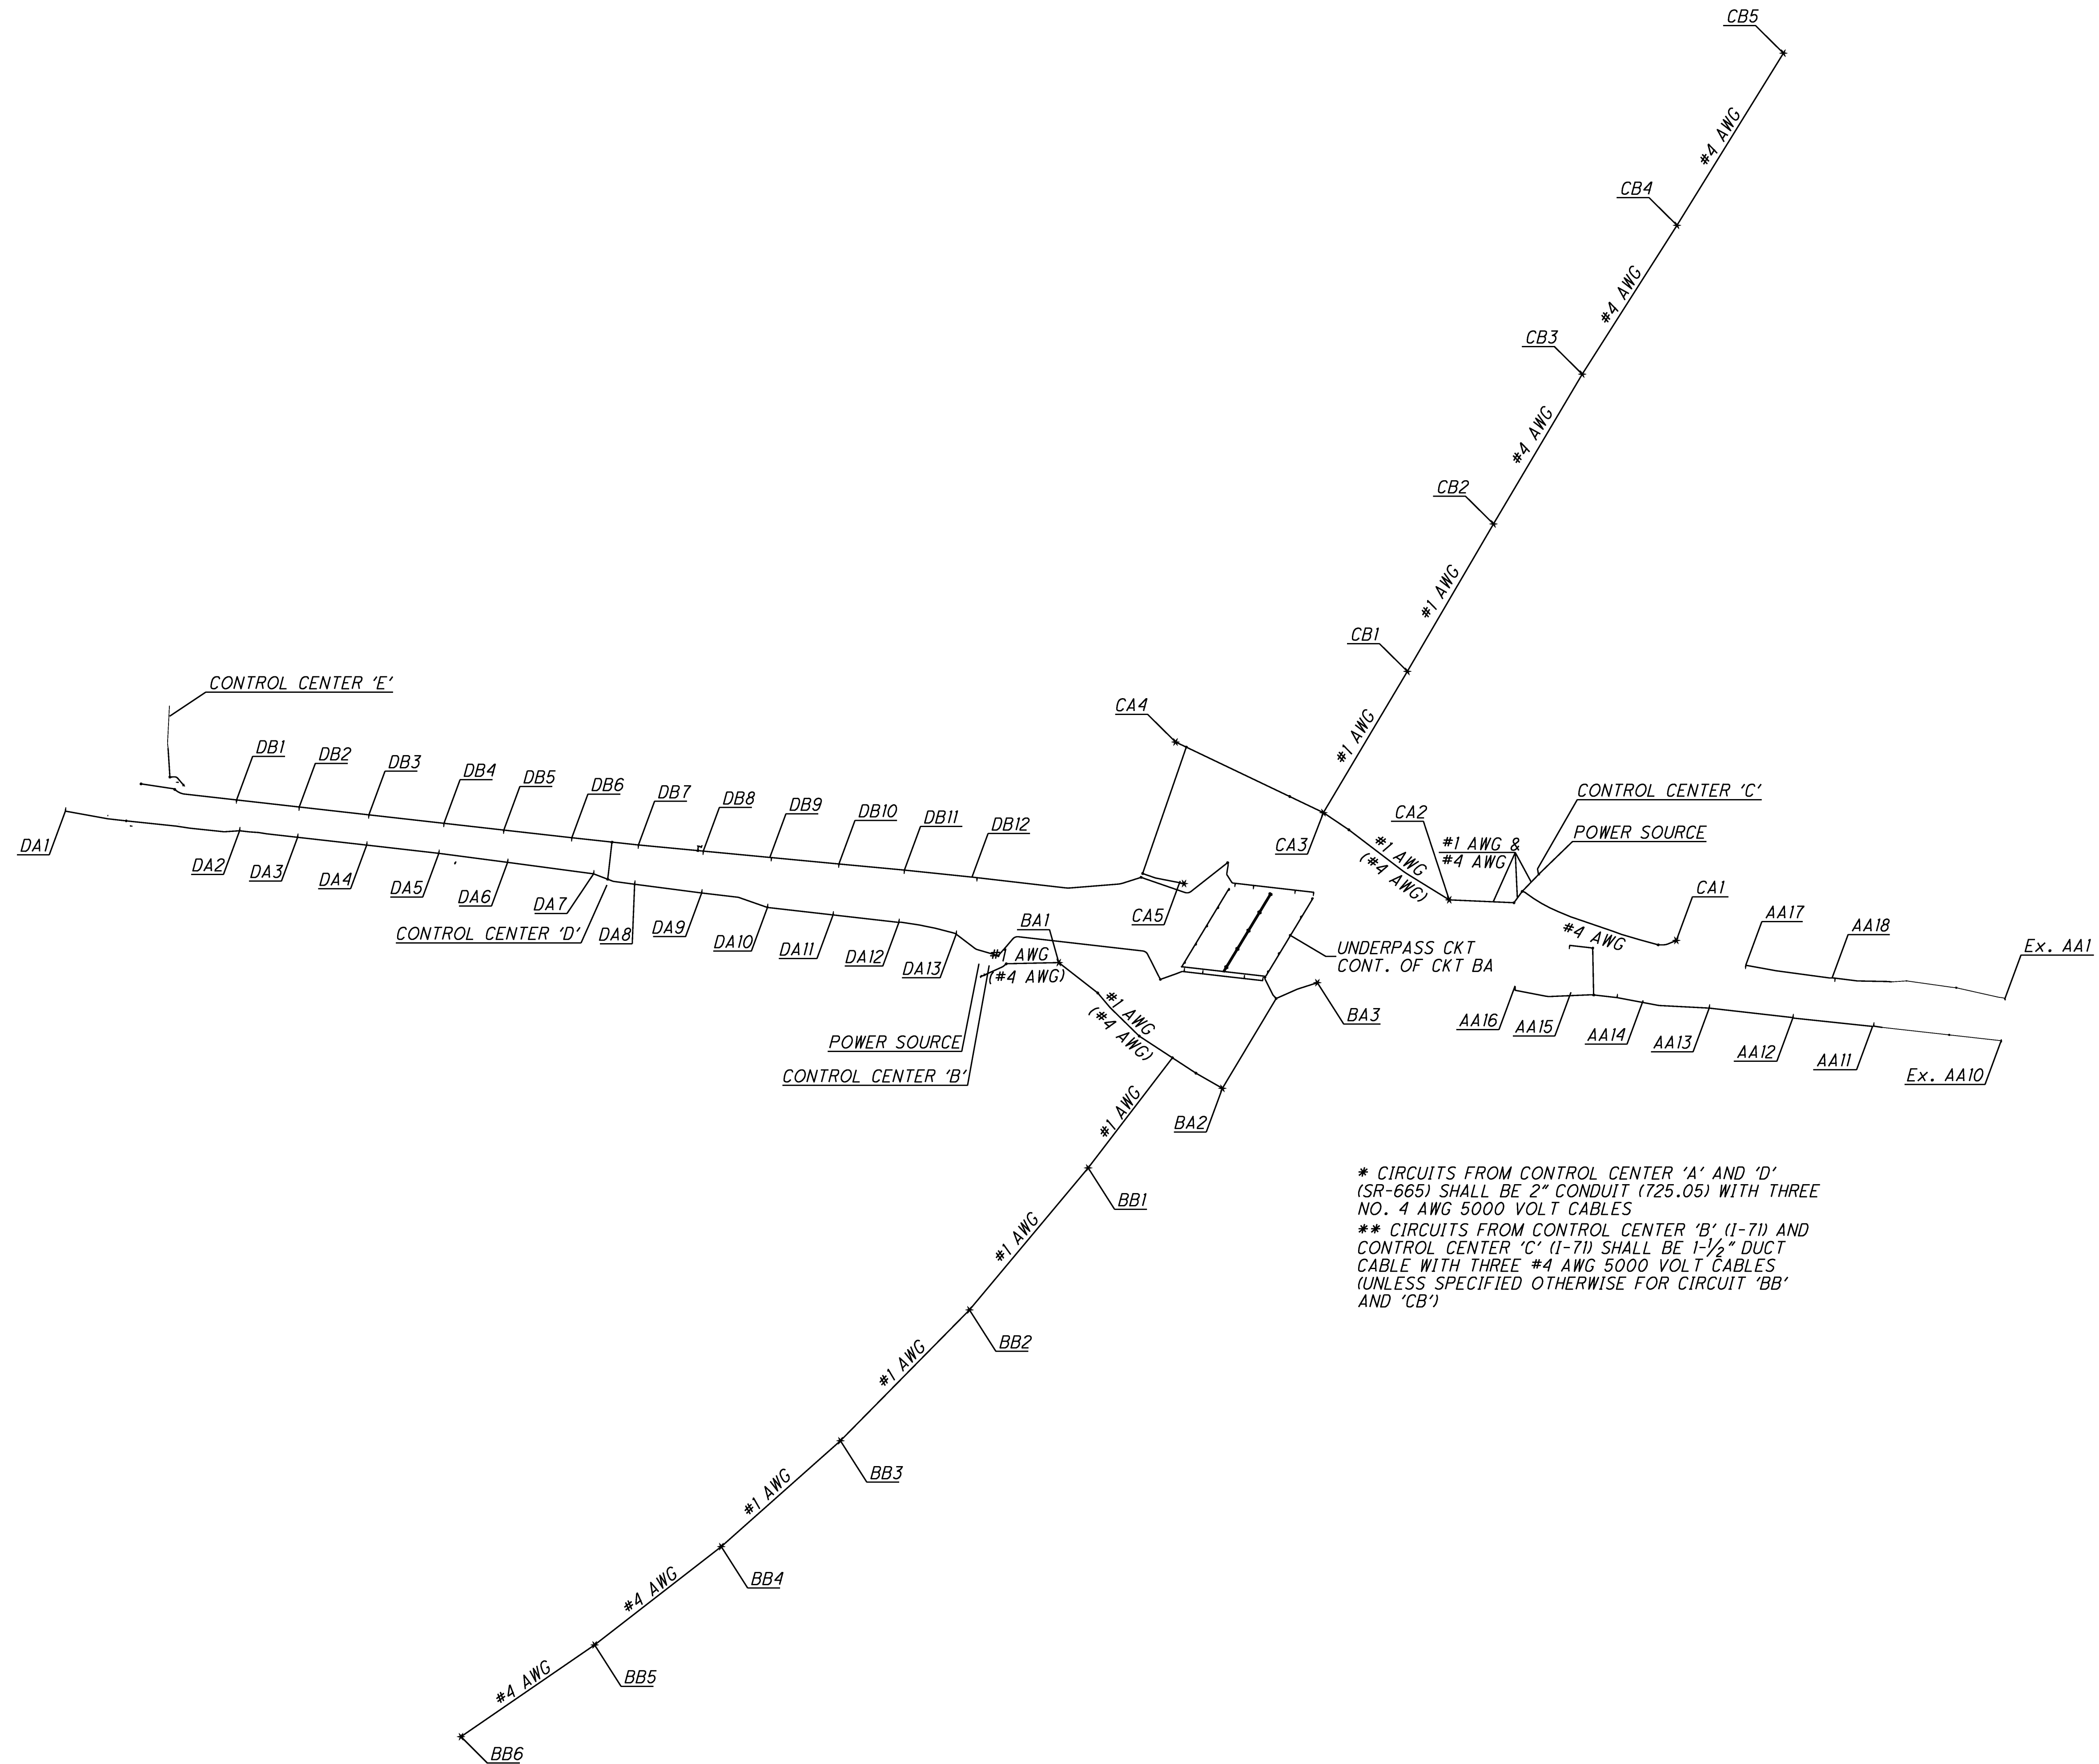 CB5
#4 AWG
CB4
#4 AWG
CB3
#4 AWG
CB2
#1 AWG
CB1
#1 AWG
CONTROL CENTER 'E'
CA4
DB1
DB2
DB3
DB4
DB5
DB6
DB7
DB8
DB9
DB10
DB11
DB12
CONTROL CENTER 'C'
CA2
POWER SOURCE
#1 AWG &
#4 AWG
CA3
#1 AWG
(#4 AWG)
DA1
DA2
DA3
DA4
DA5
DA6
DA7
CONTROL CENTER 'D'
DA8
DA9
DA10
DA11
DA12
DA13
BA1
CA5
CA1
#4 AWG
AA17
AA18
Ex. AA1
#1 AWG
(#4 AWG)
UNDERPASS CKT
CONT. OF CKT BA
#1 AWG
(#4 AWG)
BA3
AA16
AA15
AA14
AA13
AA12
AA11
Ex. AA10
POWER SOURCE
CONTROL CENTER 'B'
#1 AWG
BA2
BB1
#1 AWG
BB2
#1 AWG
BB3
#1 AWG
BB4
#4 AWG
BB5
#4 AWG
BB6
* CIRCUITS FROM CONTROL CENTER 'A' AND 'D'
(SR-665) SHALL BE 2" CONDUIT (725.05) WITH THREE
NO. 4 AWG 5000 VOLT CABLES
** CIRCUITS FROM CONTROL CENTER 'B' (I-71) AND
CONTROL CENTER 'C' (I-71) SHALL BE 1-1/2" DUCT
CABLE WITH THREE #4 AWG 5000 VOLT CABLES
(UNLESS SPECIFIED OTHERWISE FOR CIRCUIT 'BB'
AND 'CB')